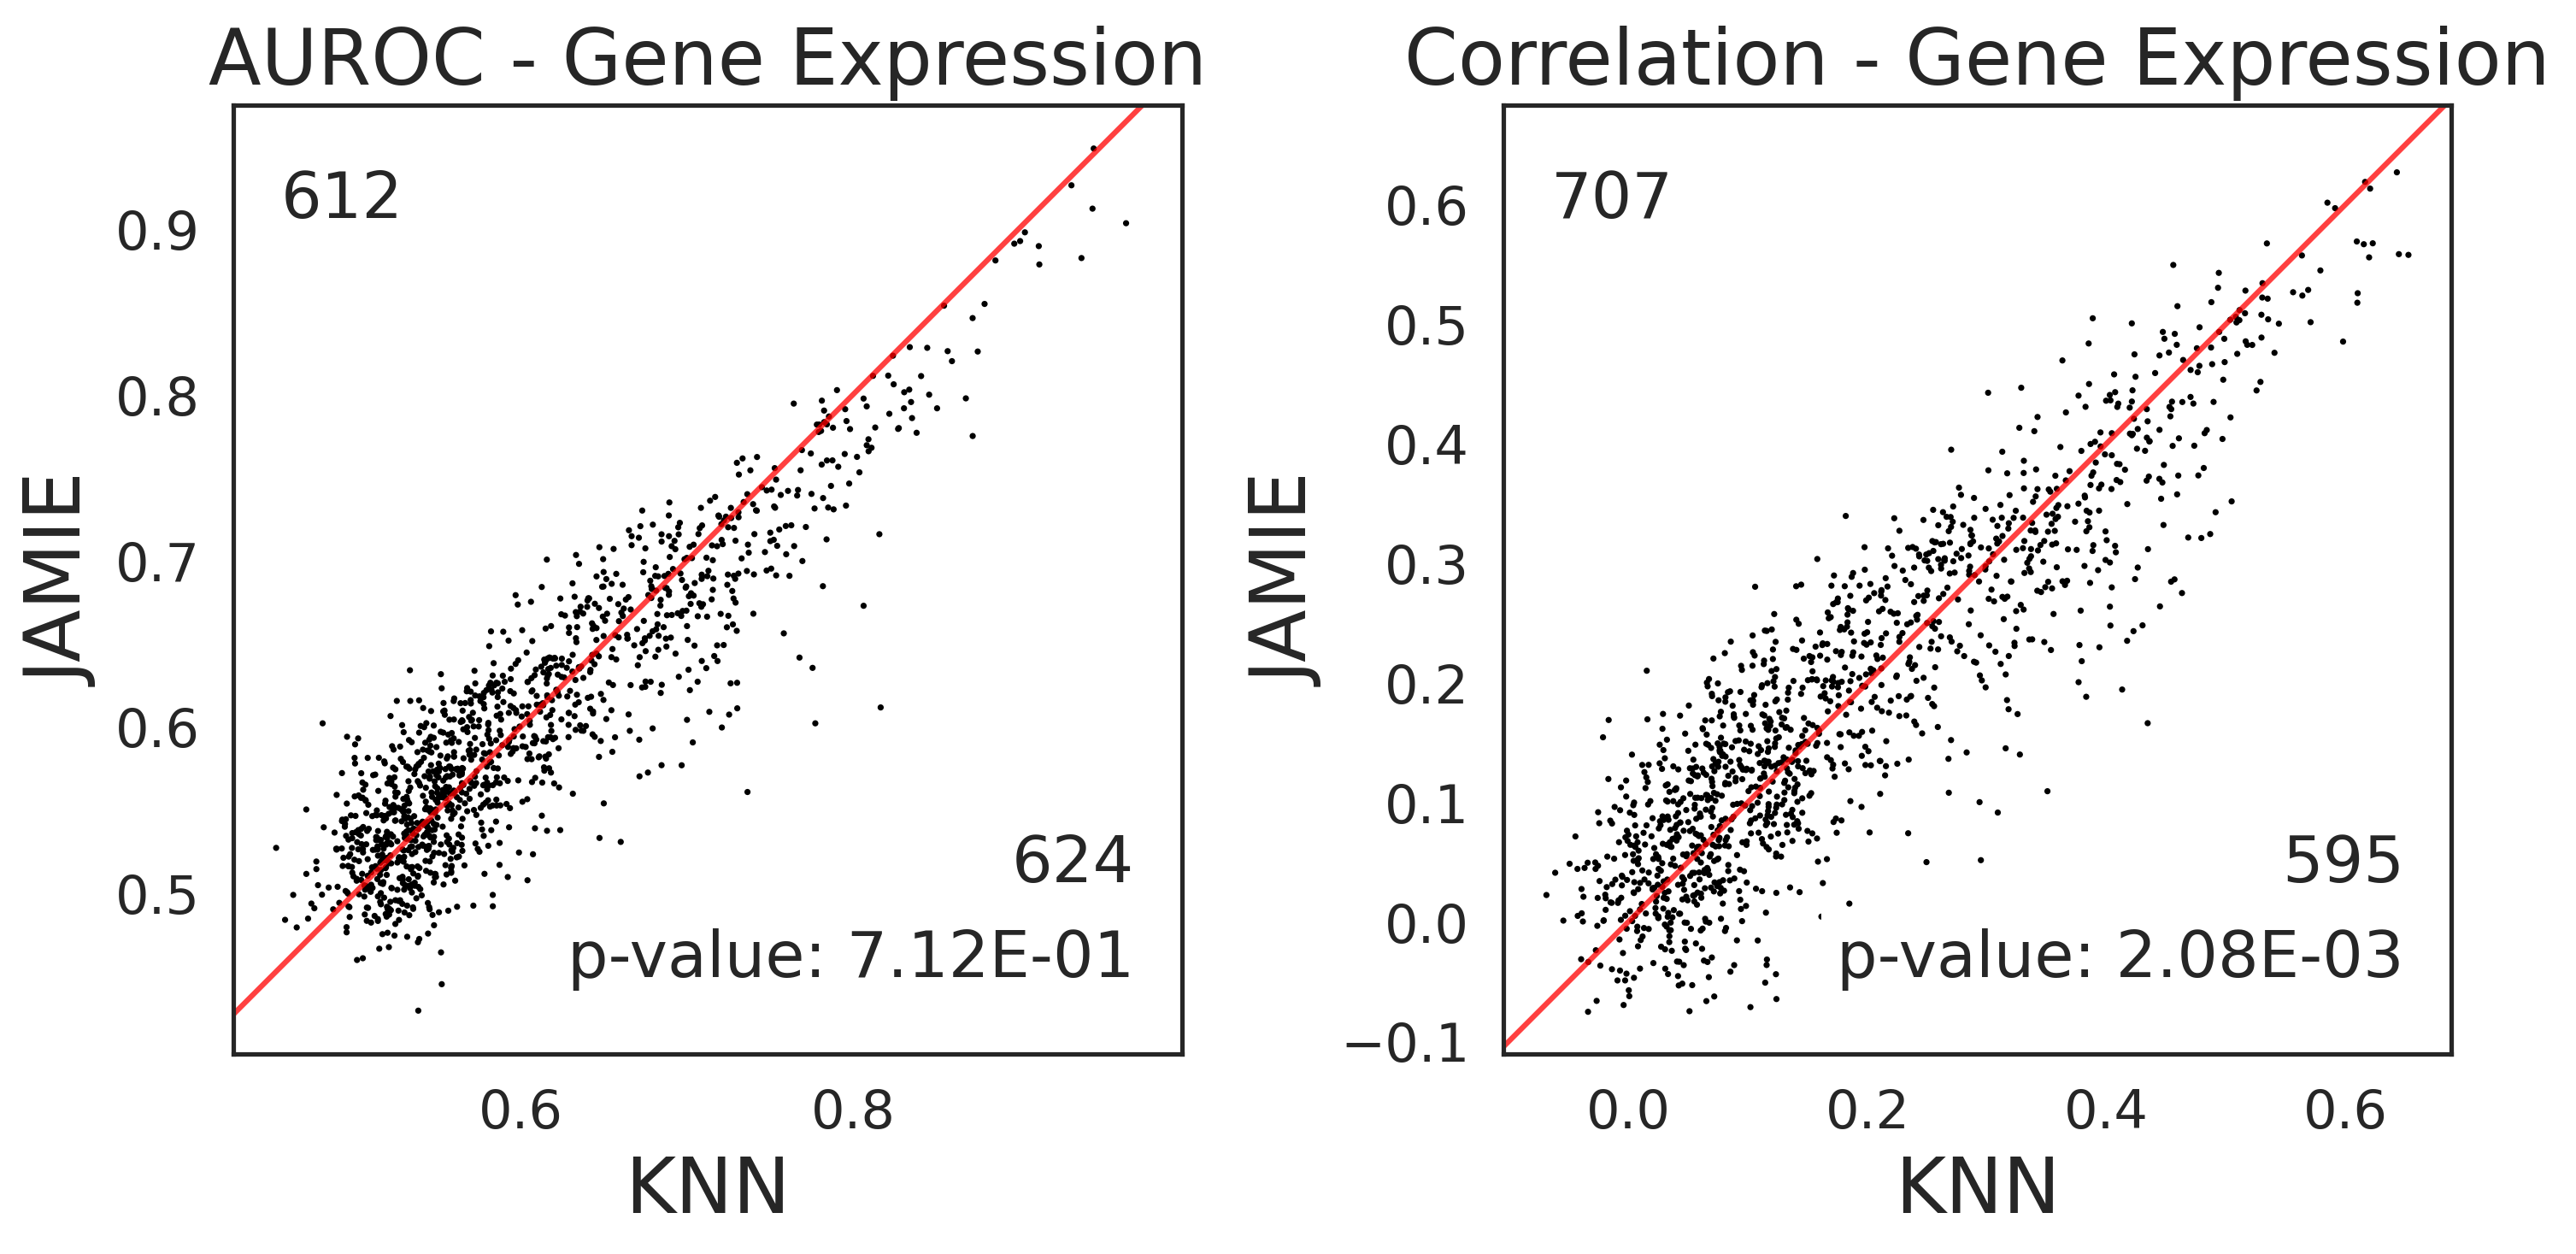 AUROC - Gene Expression
612
0.9
0.8
0.7
0.6
0.5
JAMIE
624
p-value: 7.12E-01
0.6
0.8
KNN
Correlation - Gene Expression
707
0.6
0.5
0.4
0.3
0.2
0.1
0.0
−0.1
JAMIE
595
p-value: 2.08E-03
0.0
0.2
0.4
0.6
KNN